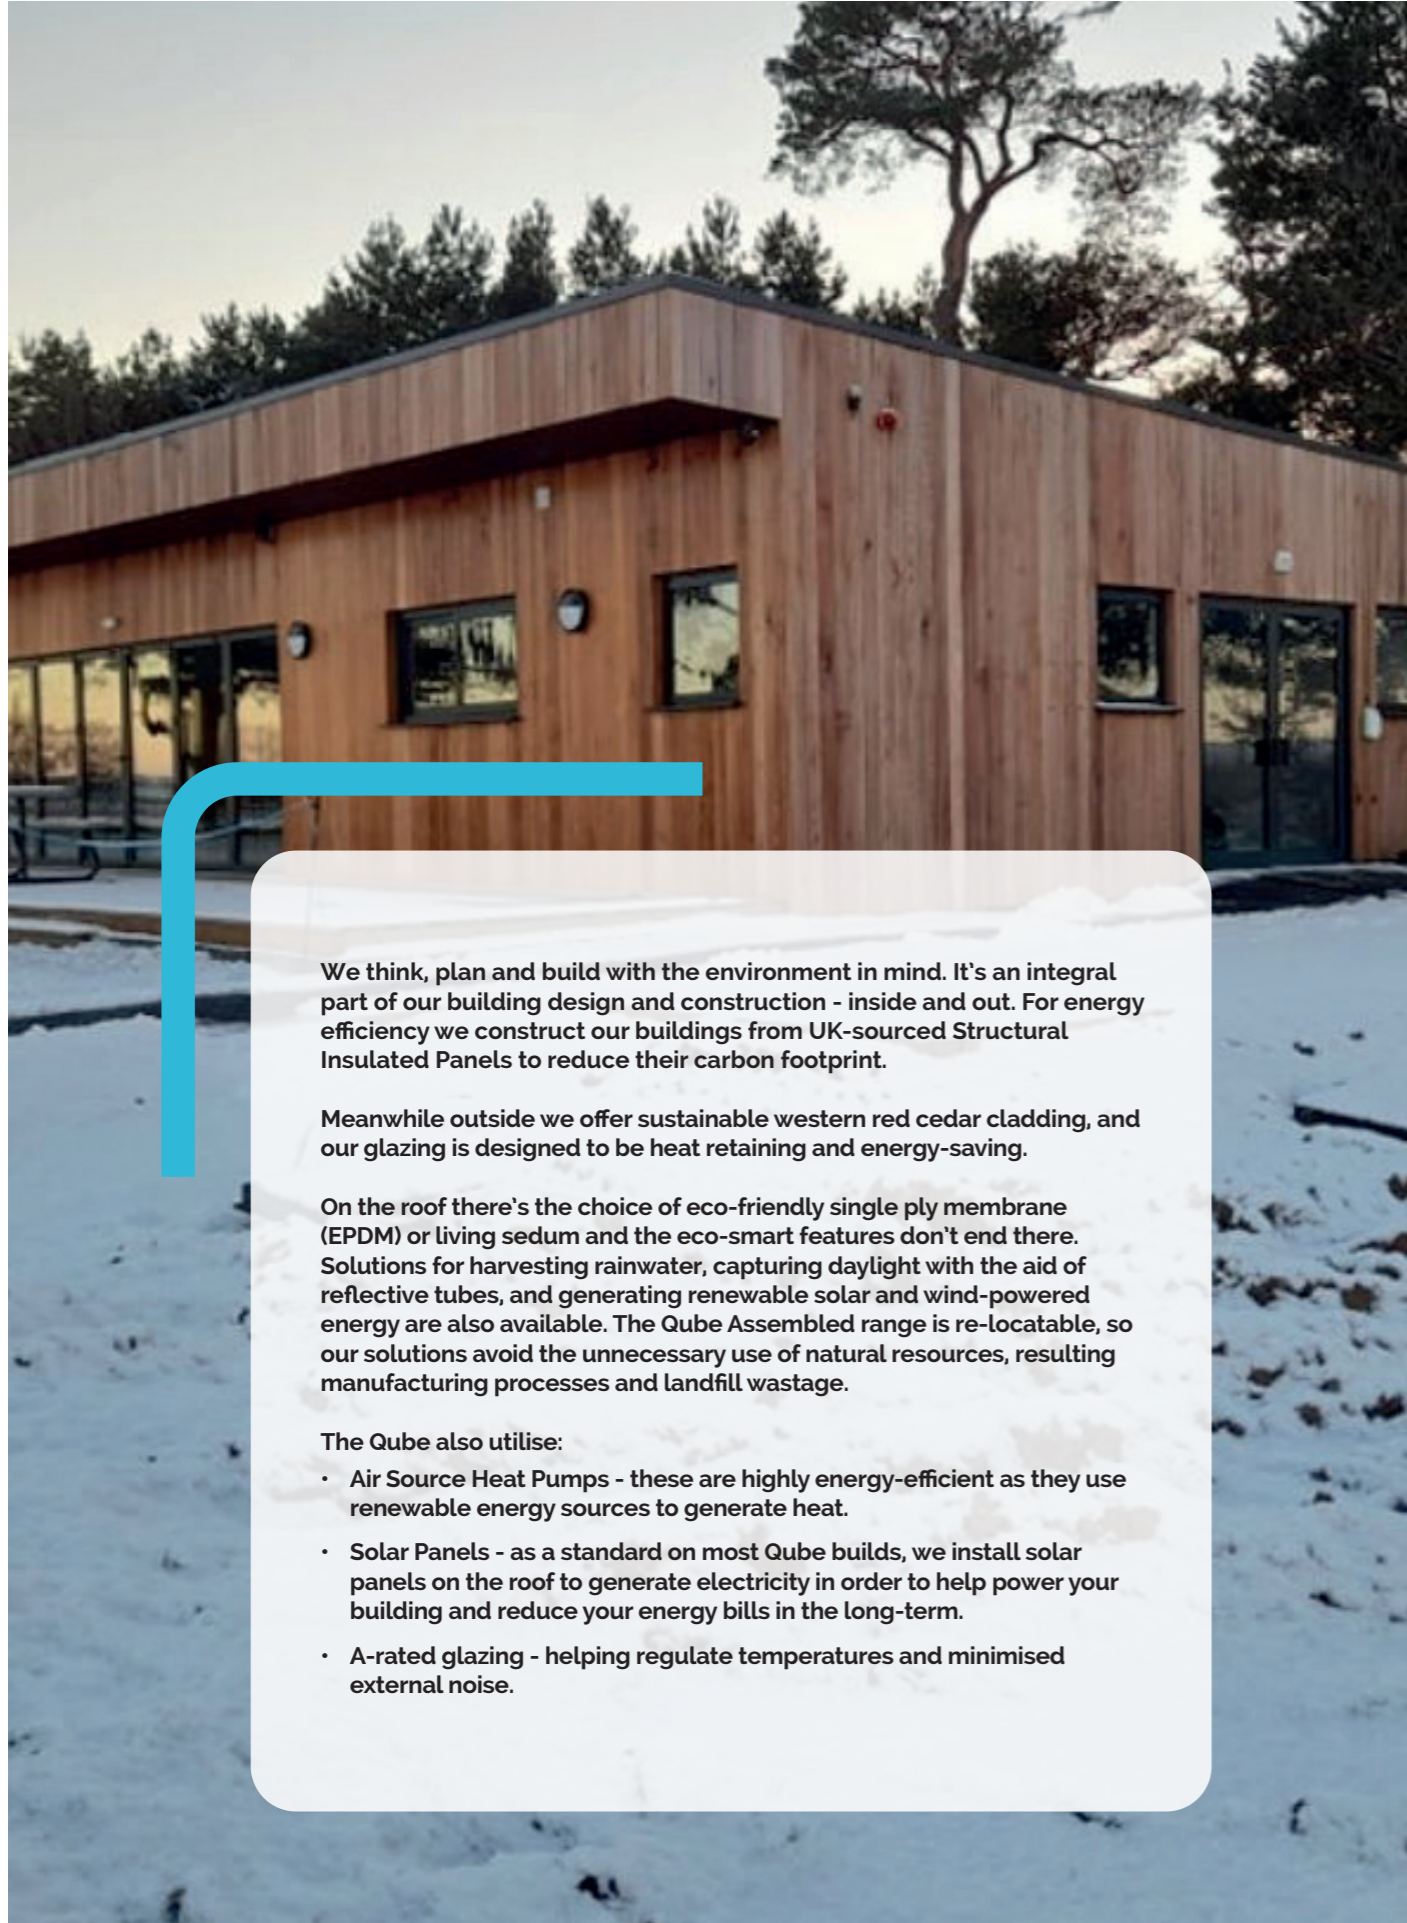 We think, plan and build with the environment in mind. It's an integral
part of our building design and construction - inside and out. For energy
efficiency we construct our buildings from UK-sourced Structural
Insulated Panels to reduce their carbon footprint.
Meanwhile outside we offer sustainable western red cedar cladding, and
our glazing is designed to be heat retaining and energy-saving.
On the roof there's the choice of eco-friendly single ply membrane
(EPDM) or living sedum and the eco-smart features don't end there.
Solutions for harvesting rainwater, capturing daylight with the aid of
reflective tubes, and generating renewable solar and wind-powered
energy are also available. The Qube Assembled range is re-locatable, so
our solutions avoid the unnecessary use of natural resources, resulting
manufacturing processes and landfill wastage.
The Qube also utilise:
• Air Source Heat Pumps - these are highly energy-efficient as they use
renewable energy sources to generate heat.
• Solar Panels - as a standard on most Qube builds, we install solar
panels on the roof to generate electricity in order to help power your
building and reduce your energy bills in the long-term.
• A-rated glazing - helping regulate temperatures and minimised
external noise.